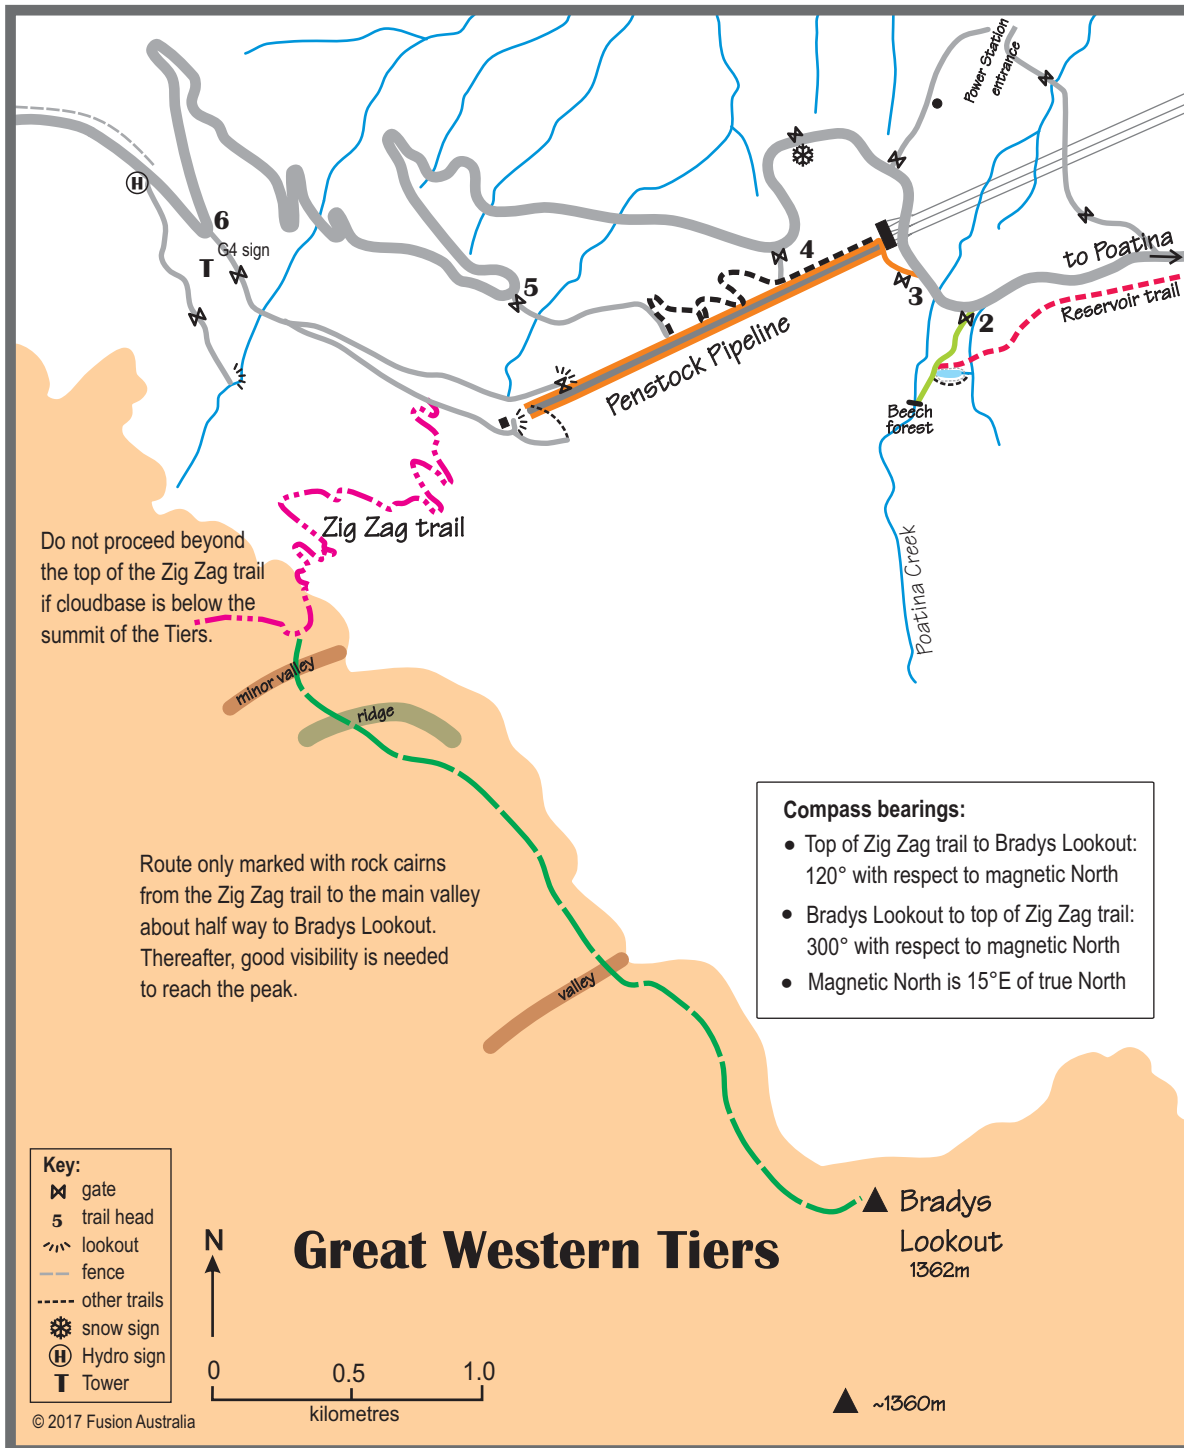 Power Station
entrance
H
6
G4 sign
T
5
4
3
2
to Poatina
Reservoir trail
Penstock Pipeline
Beech
forest
Poatina Creek
Zig Zag trail
Do not proceed beyond
the top of the Zig Zag trail
if cloudbase is below the
summit of the Tiers.
minor valley
ridge
Compass bearings:
• Top of Zig Zag trail to Bradys Lookout:
120° with respect to magnetic North
• Bradys Lookout to top of Zig Zag trail:
300° with respect to magnetic North
• Magnetic North is 15°E of true North
Route only marked with rock cairns
from the Zig Zag trail to the main valley
about half way to Bradys Lookout.
Thereafter, good visibility is needed
to reach the peak.
valley
Bradys
Lookout
1362m
Great Western Tiers
Key:
gate
5 trail head
lookout
fence
other trails
snow sign
H Hydro sign
T Tower
N
0 0.5 1.0
kilometres
~1360m
© 2017 Fusion Australia